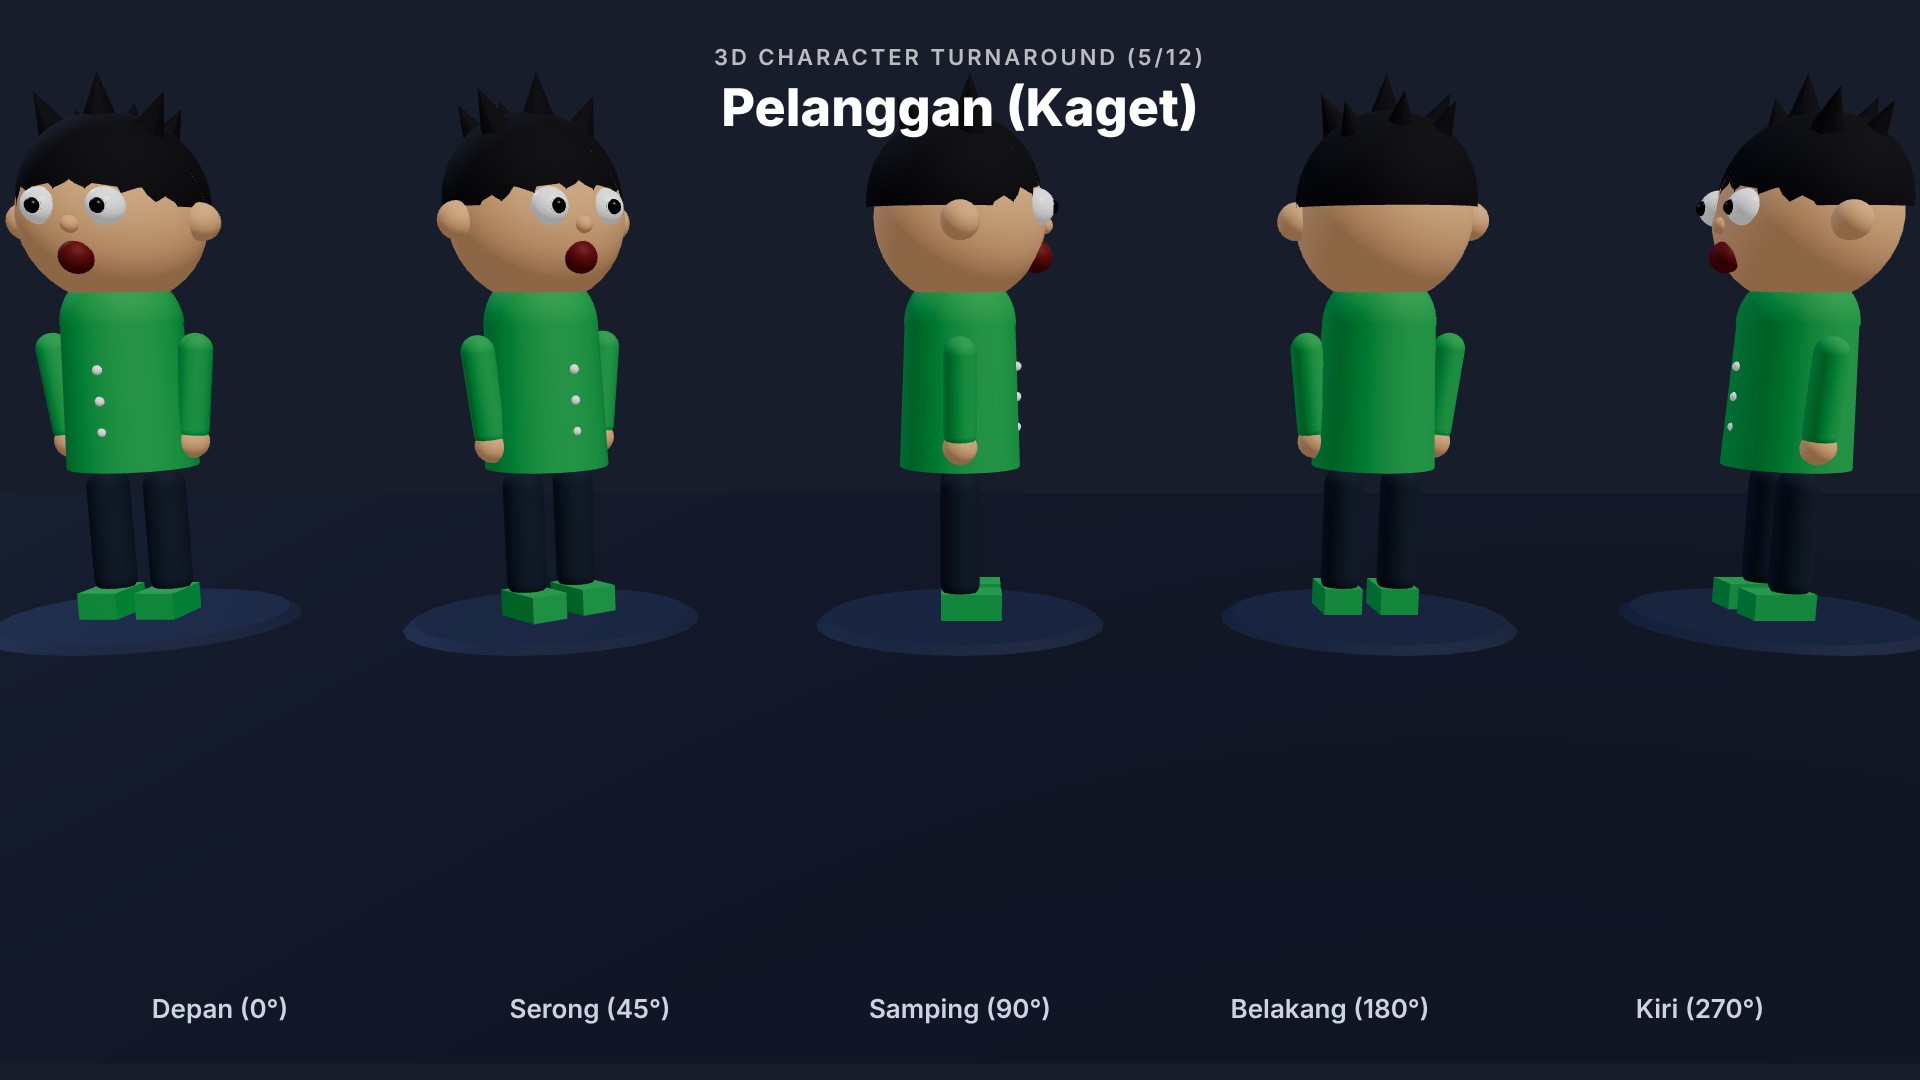 3D CHARACTER TURNAROUND (5/12)
Pelanggan (Kaget)
Depan (0°)
Serong (45°)
Samping (90°)
Belakang (180°)
Kiri (270°)